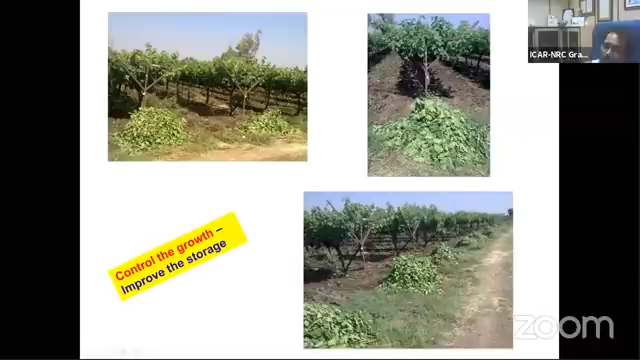 ICAR-NRC Gra...
Control the growth –
Improve the storage
zoom